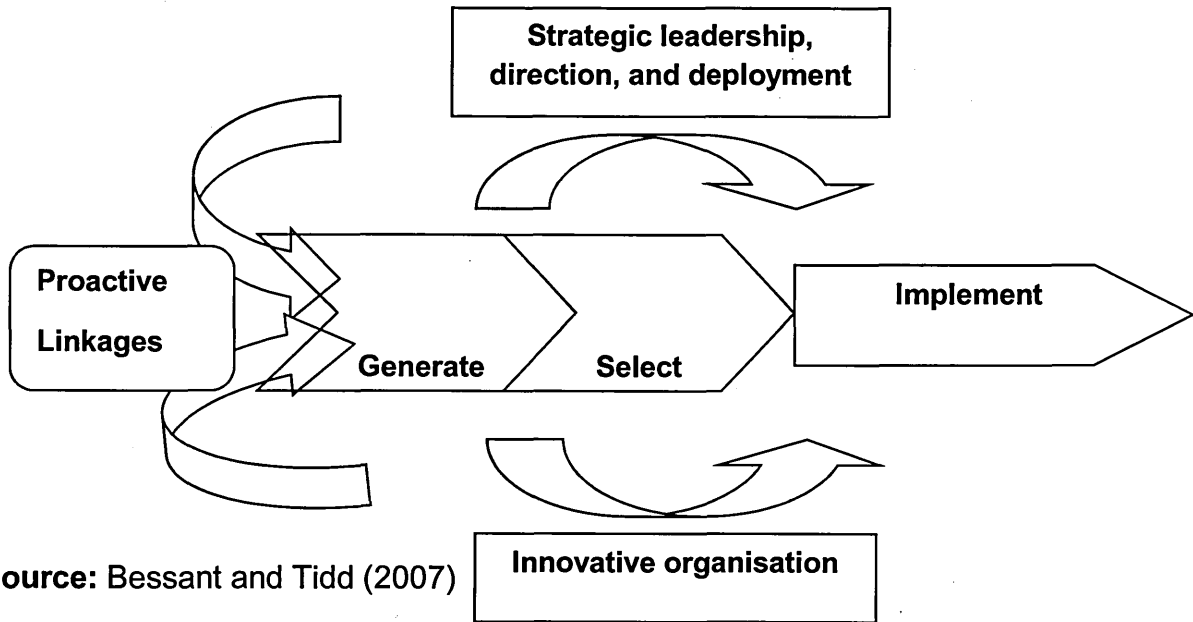 Strategic leadership,
direction, and deployment
Proactive
Linkages
Generate
Select
Implement
Innovative organisation
ource: Bessant and Tidd (2007)